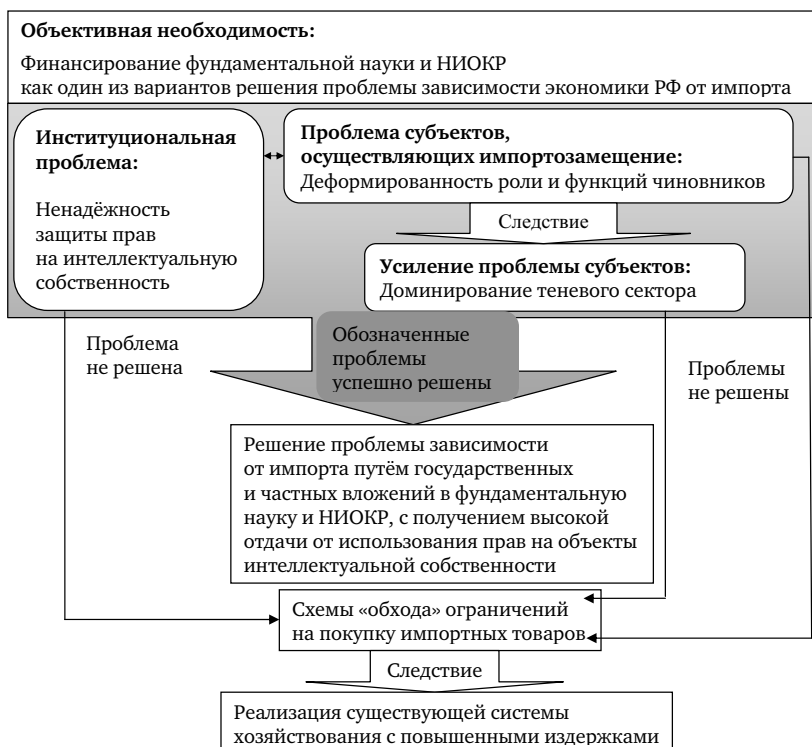 Объективная необходимость:
Финансирование фундаментальной науки и НИОКР
как один из вариантов решения проблемы зависимости экономики РФ от импорта
Институциональная
проблема:
Ненадёжность
защиты прав
на интеллектуальную
собственность
Проблема субъектов,
осуществляющих импортозамещение:
Деформированность роли и функций чиновников
Следствие
Усиление проблемы субъектов:
Доминирование теневого сектора
Проблема
не решена
Обозначенные
проблемы
успешно решены
Проблемы
не решены
Решение проблемы зависимости
от импорта путём государственных
и частных вложений в фундаментальную
науку и НИОКР, с получением высокой
отдачи от использования прав на объекты
интеллектуальной собственности
Схемы «обхода» ограничений
на покупку импортных товаров
Следствие
Реализация существующей системы
хозяйствования с повышенными издержками